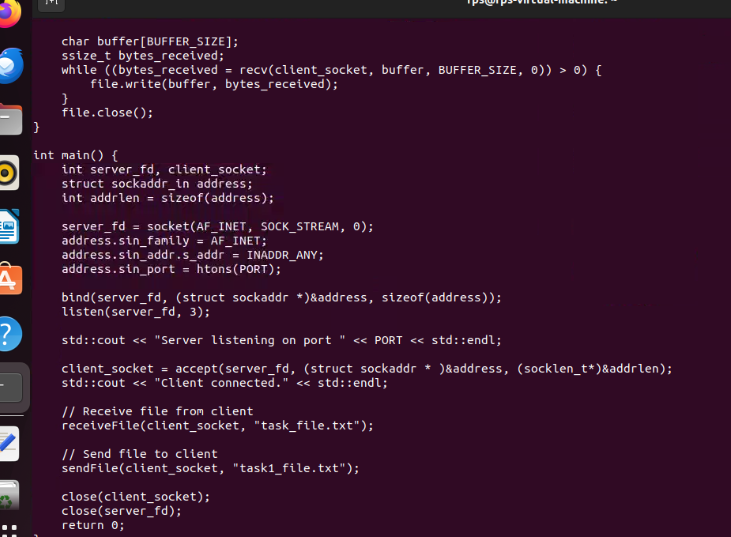 rps@rps-virtual-machine: ~
char buffer[BUFFER_SIZE];
ssize_t bytes_received;
while ((bytes_received = recv(client_socket, buffer, BUFFER_SIZE, 0)) > 0) {
file.write(buffer, bytes_received);
}
file.close();
}
int main() {
int server_fd, client_socket;
struct sockaddr_in address;
int addrlen = sizeof(address);
server_fd = socket(AF_INET, SOCK_STREAM, 0);
address.sin_family = AF_INET;
address.sin_addr.s_addr = INADDR_ANY;
address.sin_port = htons(PORT);
bind(server_fd, (struct sockaddr *)&address, sizeof(address));
listen(server_fd, 3);
std::cout << "Server listening on port " << PORT << std::endl;
client_socket = accept(server_fd, (struct sockaddr * )&address, (socklen_t*)&addrlen);
std::cout << "Client connected." << std::endl;
// Receive file from client
receiveFile(client_socket, "task_file.txt");
// Send file to client
sendFile(client_socket, "task1_file.txt");
close(client_socket);
close(server_fd);
return 0;